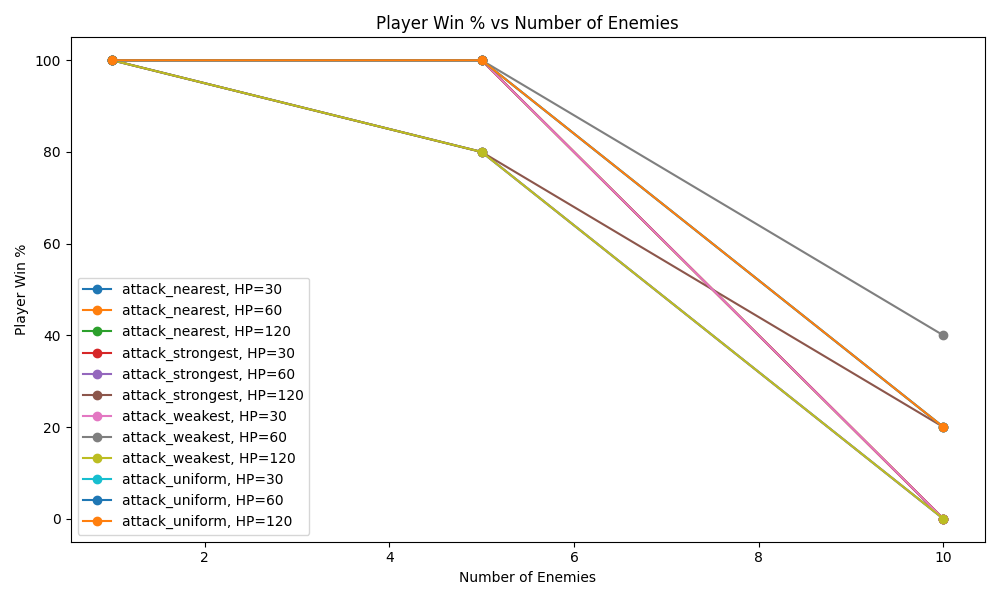 Player Win % vs Number of Enemies
Player Win %
100
80
60
40
20
0
attack_nearest, HP=30
attack_nearest, HP=60
attack_nearest, HP=120
attack_strongest, HP=30
attack_strongest, HP=60
attack_strongest, HP=120
attack_weakest, HP=30
attack_weakest, HP=60
attack_weakest, HP=120
attack_uniform, HP=30
attack_uniform, HP=60
attack_uniform, HP=120
2 4 6 8 10
Number of Enemies